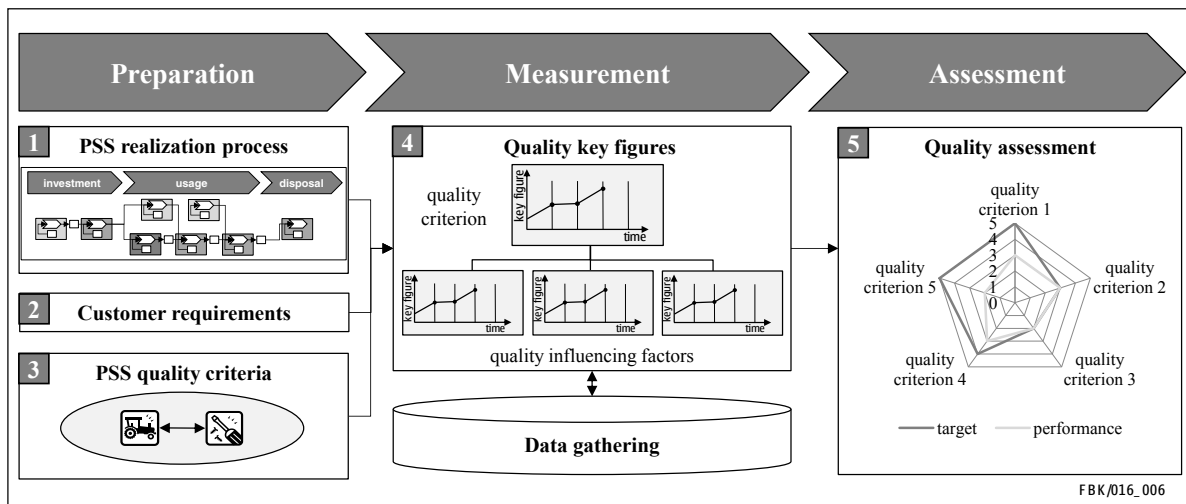 Preparation
Measurement
Assessment
1
PSS realization process
investment
usage
disposal
2
Customer requirements
3
PSS quality criteria
4
Quality key figures
quality
criterion
key figure
time
key figure
time
key figure
time
key figure
time
quality influencing factors
Data gathering
5
Quality assessment
quality
criterion 1
5
4
3
2
1
0
quality
criterion 5
quality
criterion 2
quality
criterion 4
quality
criterion 3
target
performance
FBK/016_006